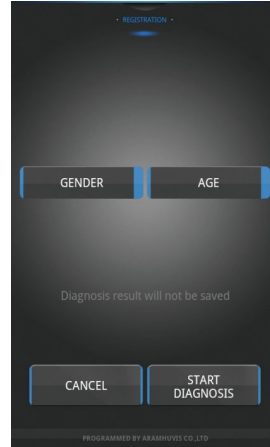 • REGISTRATION •
GENDER
AGE
Diagnosis result will not be saved
CANCEL
START
DIAGNOSIS
PROGRAMMED BY ARAMHUVIS CO.,LTD